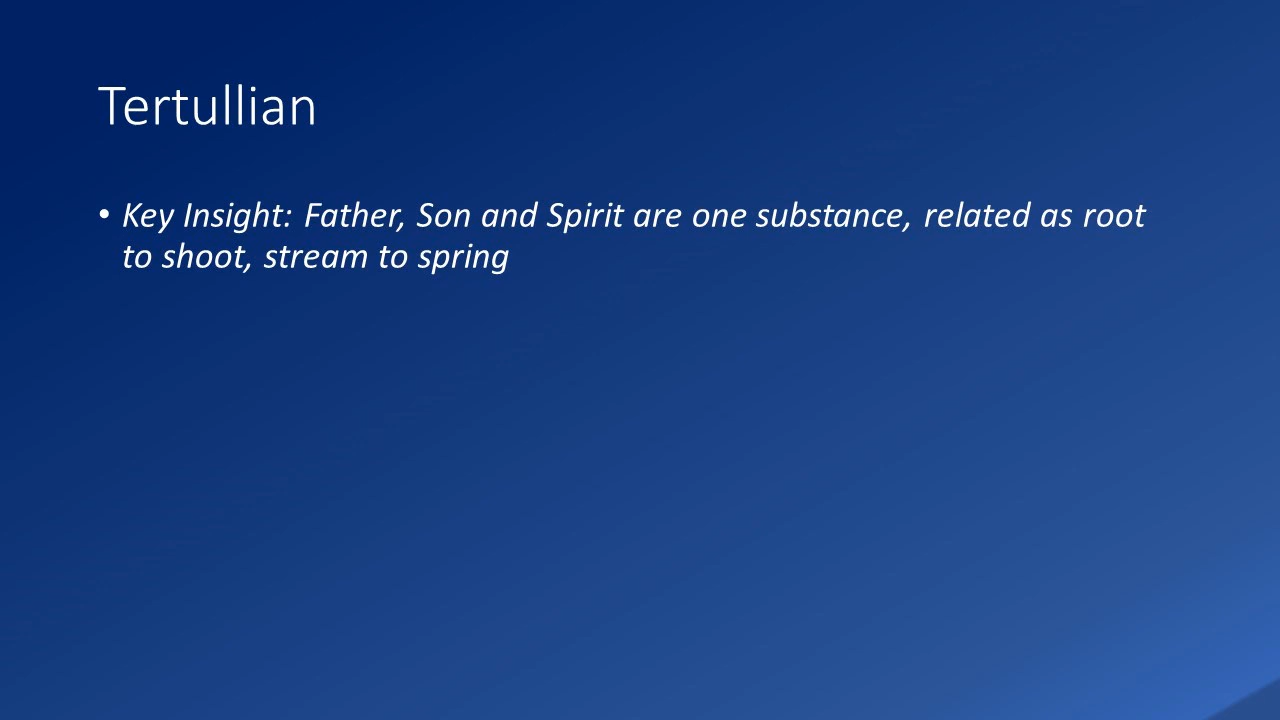 Tertullian
• Key Insight: Father, Son and Spirit are one substance, related as root
to shoot, stream to spring